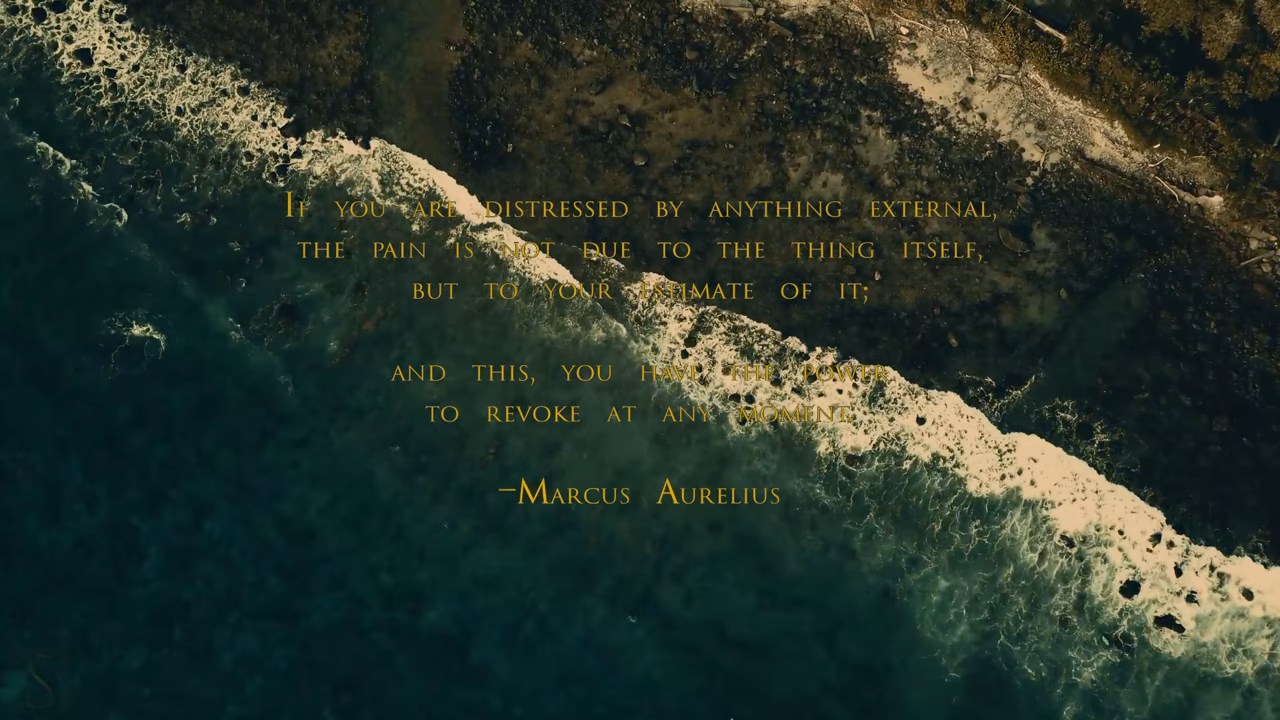 If you are distressed by anything external,
the pain is not due to the thing itself,
but to your estimate of it;
and this, you have the power
to revoke at any moment.
–Marcus Aurelius